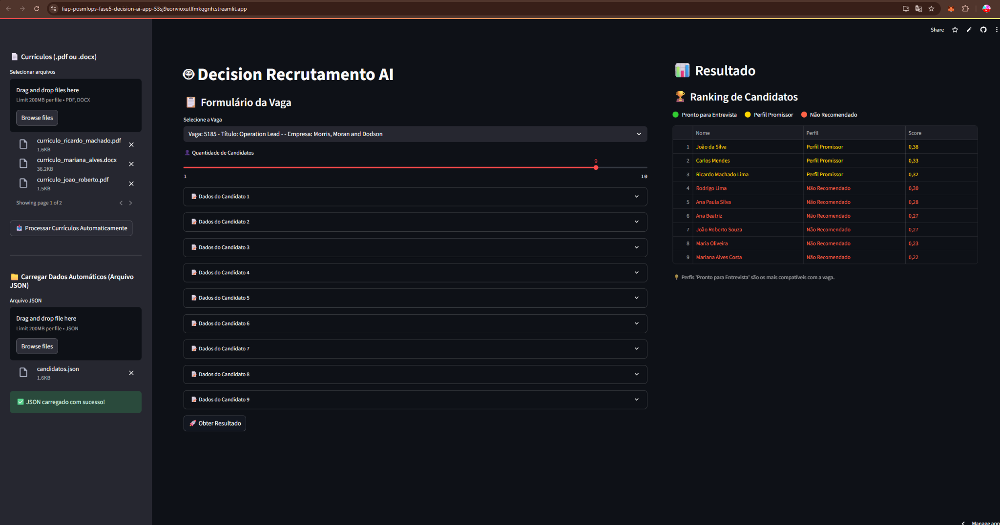 fiap-posmlops-fase5-decision-ai-app-53sj9eonvioxutlfmkqgnh.streamlit.app
Share
Currículos (.pdf ou .docx)
Selecionar arquivos
Drag and drop files here
Limit 200MB per file • PDF, DOCX
Browse files
curriculo_ricardo_machado.pdf
1.6KB
curriculo_mariana_alves.docx
36.2KB
curriculo_joao_roberto.pdf
1.5KB
Showing page 1 of 2
Processar Currículos Automaticamente
Carregar Dados Automáticos (Arquivo
JSON)
Arquivo JSON
Drag and drop file here
Limit 200MB per file • JSON
Browse files
candidatos.json
1.6KB
JSON carregado com sucesso!
Decision Recrutamento AI
Formulário da Vaga
Selecione a Vaga
Vaga: 5185 - Título: Operation Lead - - Empresa: Morris, Moran and Dodson
Quantidade de Candidatos
9
1 10
Dados do Candidato 1
Dados do Candidato 2
Dados do Candidato 3
Dados do Candidato 4
Dados do Candidato 5
Dados do Candidato 6
Dados do Candidato 7
Dados do Candidato 8
Dados do Candidato 9
Obter Resultado
Resultado
Ranking de Candidatos
Pronto para Entrevista Perfil Promissor Não Recomendado
Nome Perfil Score
1 João da Silva Perfil Promissor 0,38
2 Carlos Mendes Perfil Promissor 0,33
3 Ricardo Machado Lima Perfil Promissor 0,32
4 Rodrigo Lima Não Recomendado 0,30
5 Ana Paula Silva Não Recomendado 0,28
6 Ana Beatriz Não Recomendado 0,27
7 João Roberto Souza Não Recomendado 0,27
8 Maria Oliveira Não Recomendado 0,23
9 Mariana Alves Costa Não Recomendado 0,22
Perfis 'Pronto para Entrevista' são os mais compatíveis com a vaga.
Manage app